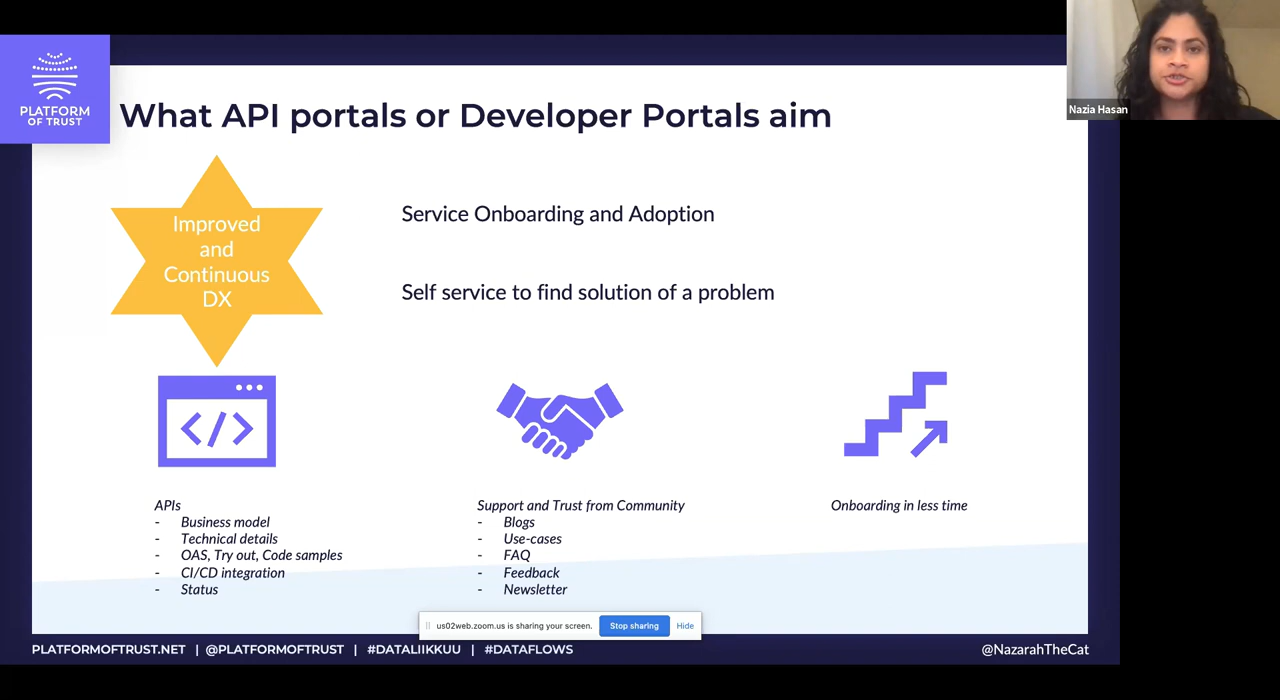 PLATFORM
OF TRUST
What API portals or Developer Portals aim
Nazia Hasan
Improved
and
Continuous
DX
Service Onboarding and Adoption
Self service to find solution of a problem
</>
APIs
- Business model
- Technical details
- OAS, Try out, Code samples
- CI/CD integration
- Status
Support and Trust from Community
- Blogs
- Use-cases
- FAQ
- Feedback
- Newsletter
Onboarding in less time
us02web.zoom.us is sharing your screen. Stop sharing Hide
PLATFORMOFTRUST.NET | @PLATFORMOFTRUST | #DATALIIKKUU | #DATAFLOWS
@NazarahTheCat